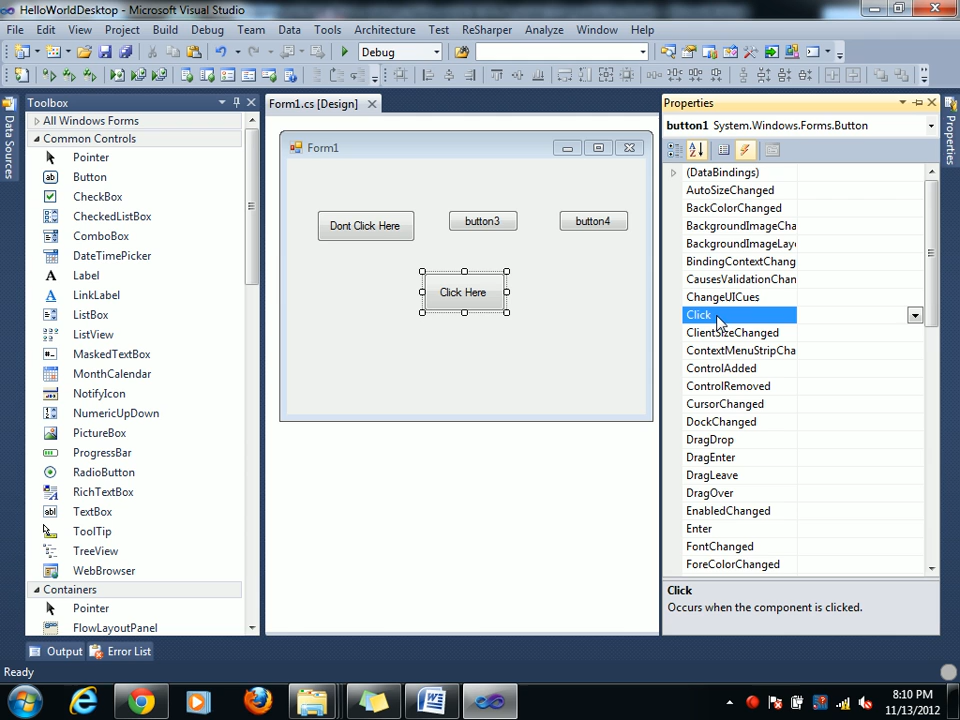 HelloWorldDesktop - Microsoft Visual Studio
File Edit View Project Build Debug Team Data Tools ReSharper Architecture Test ReSharper Analyze Window Help
Debug
Toolbox
All Windows Forms
Common Controls
Pointer
Button
CheckBox
CheckedListBox
ComboBox
DateTimePicker
Label
LinkLabel
ListBox
ListView
MaskedTextBox
MonthCalendar
NotifyIcon
NumericUpDown
PictureBox
ProgressBar
RadioButton
RichTextBox
TextBox
ToolTip
TreeView
WebBrowser
Containers
Pointer
FlowLayoutPanel
Data Sources
Form1.cs [Design]
Form1
Dont Click Here
button3
button4
Click Here
Properties
button1 System.Windows.Forms.Button
(DataBindings)
AutoSizeChanged
BackColorChanged
BackgroundImageCha
BackgroundImageLay
BindingContextChang
CausesValidationChan
ChangeUICues
Click
ClientSizeChanged
ContextMenuStripCha
ControlAdded
ControlRemoved
CursorChanged
DockChanged
DragDrop
DragEnter
DragLeave
DragOver
EnabledChanged
Enter
FontChanged
ForeColorChanged
Click
Occurs when the component is clicked.
Properties
Output
Error List
Ready
8:10 PM
11/13/2012